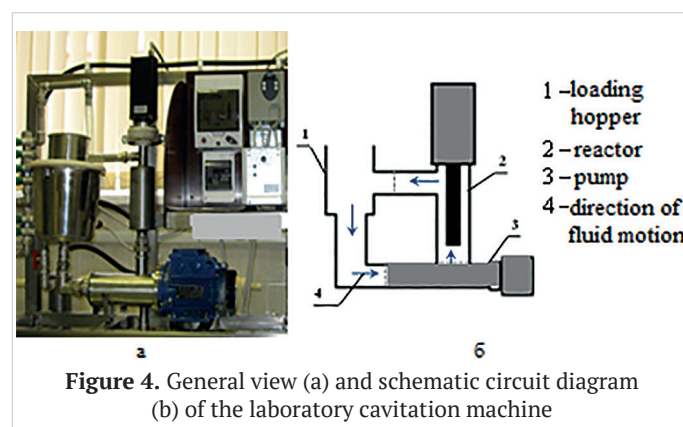 1
2
3
4
1 –loading
hopper
2 – reactor
3 – pump
4 –direction of
fluid motion
а
б
Figure 4. General view (a) and schematic circuit diagram
(b) of the laboratory cavitation machine